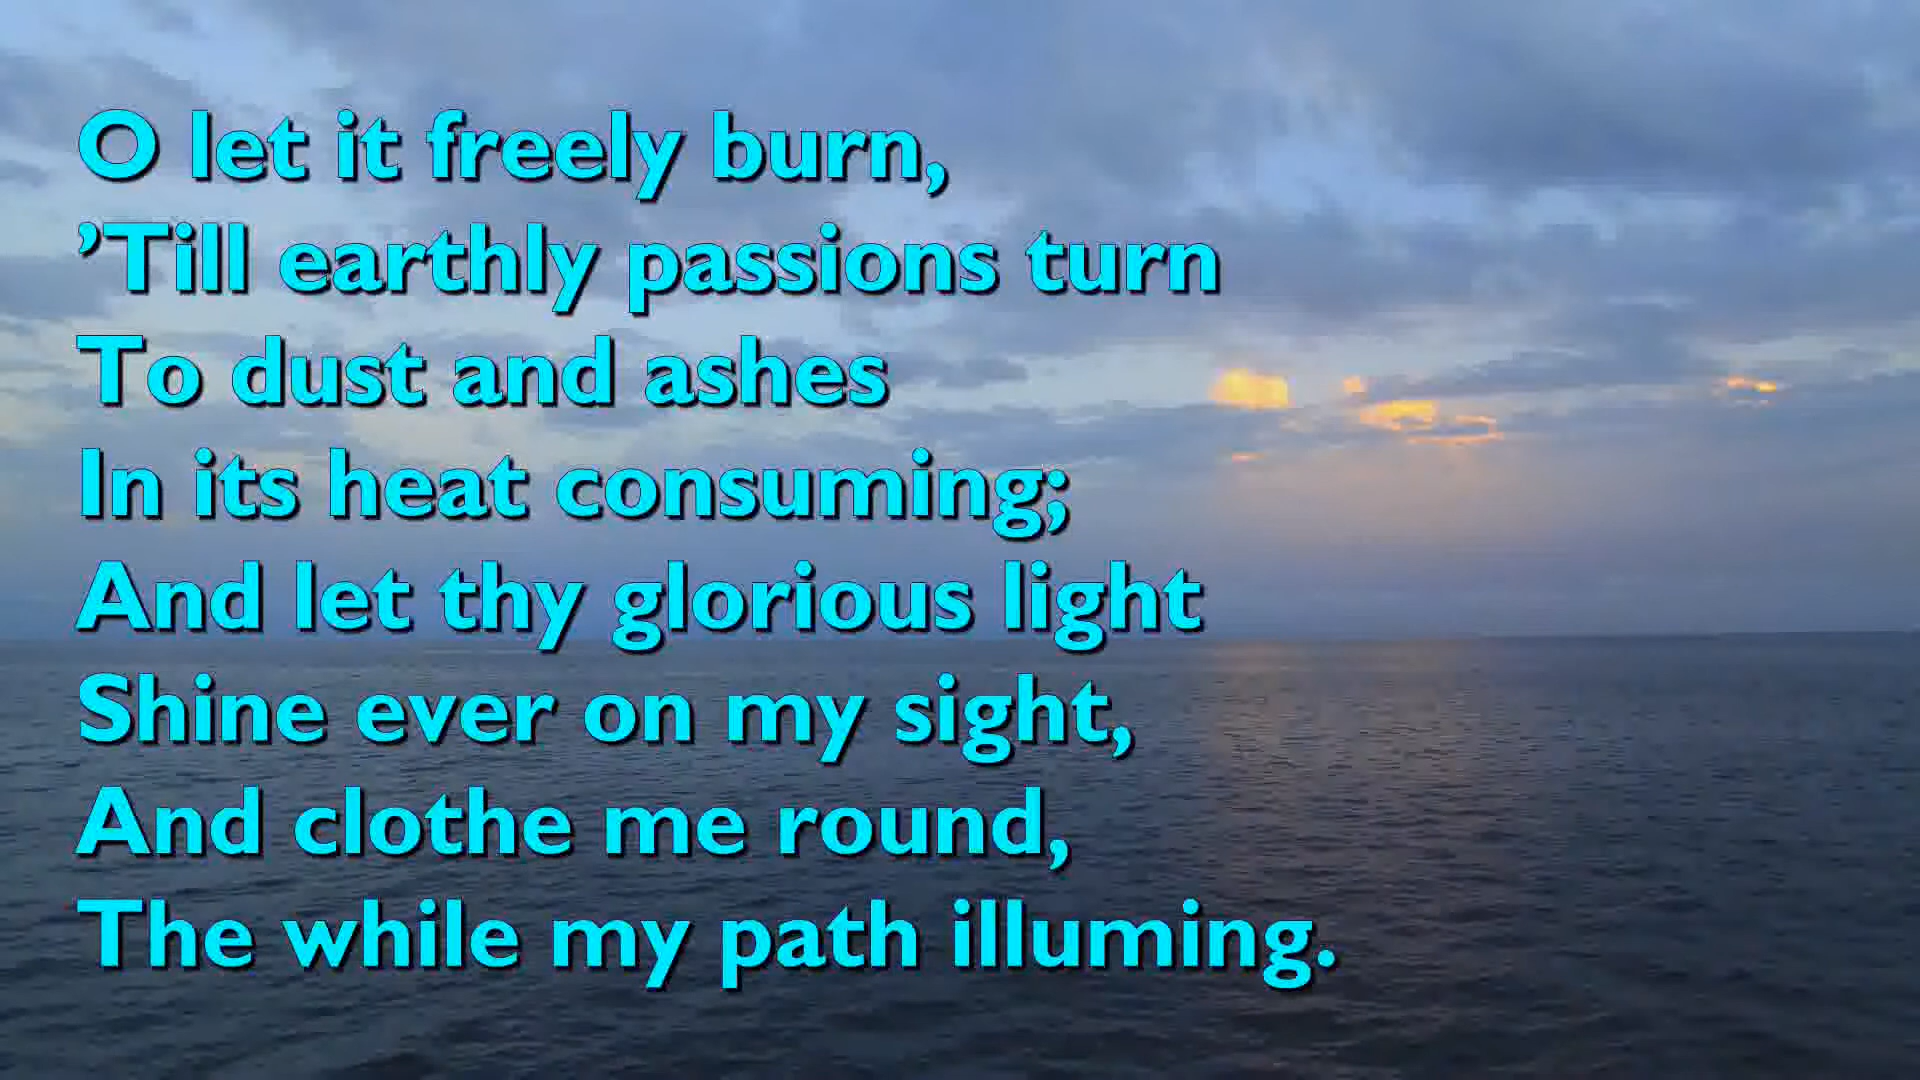 O let it freely burn,
’Till earthly passions turn
To dust and ashes
In its heat consuming;
And let thy glorious light
Shine ever on my sight,
And clothe me round,
The while my path illuming.